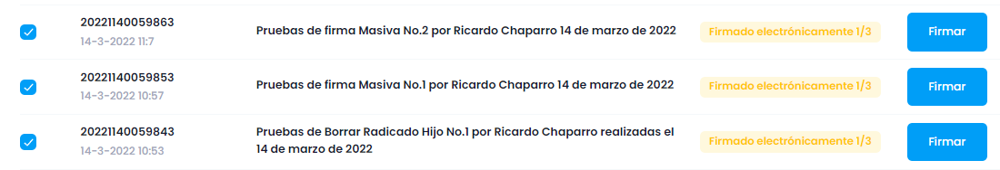 20221140059863
14-3-2022 11:7
Pruebas de firma Masiva No.2 por Ricardo Chaparro 14 de marzo de 2022
Firmado electrónicamente 1/3
Firmar
20221140059853
14-3-2022 10:57
Pruebas de firma Masiva No.1 por Ricardo Chaparro 14 de marzo de 2022
Firmado electrónicamente 1/3
Firmar
20221140059843
14-3-2022 10:53
Pruebas de Borrar Radicado Hijo No.1 por Ricardo Chaparro realizadas el
14 de marzo de 2022
Firmado electrónicamente 1/3
Firmar